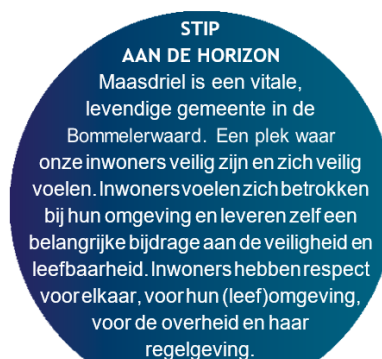 STIP
AAN DE HORIZON
Maasdriel is een vitale,
levendige gemeente in de
Bommelerwaard. Een plek waar
onze inwoners veilig zijn en zich veilig
voelen. Inwoners voelen zich betrokken
bij hun omgeving en leveren zelf een
belangrijke bijdrage aan de veiligheid en
leefbaarheid. Inwoners hebben respect
voor elkaar, voor hun (leef)omgeving,
voor de overheid en haar
regelgeving.